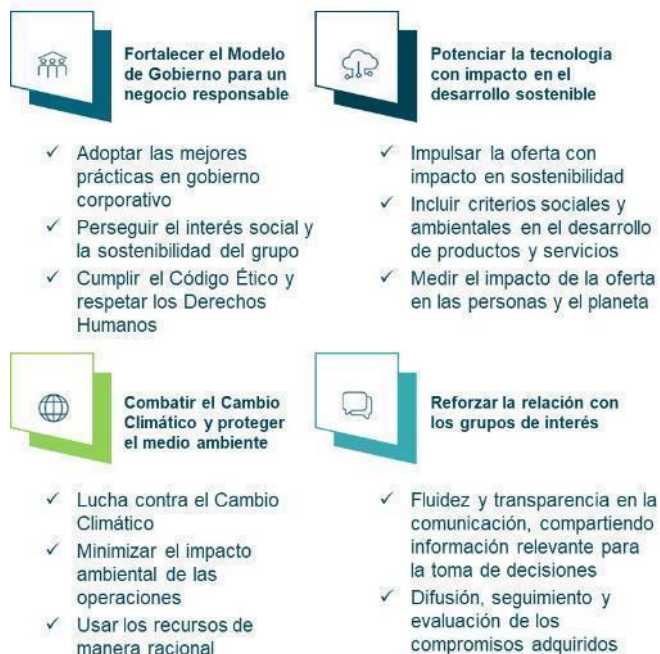 Fortalecer el Modelo
de Gobierno para un
negocio responsable
✓ Adoptar las mejores
prácticas en gobierno
corporativo
✓ Perseguir el interés social y
la sostenibilidad del grupo
✓ Cumplir el Código Ético y
respetar los Derechos
Humanos
Potenciar la tecnología
con impacto en el
desarrollo sostenible
✓ Impulsar la oferta con
impacto en sostenibilidad
✓ Incluir criterios sociales y
ambientales en el desarrollo
de productos y servicios
✓ Medir el impacto de la oferta
en las personas y el planeta
Combatir el Cambio
Climático y proteger
el medio ambiente
✓ Lucha contra el Cambio
Climático
✓ Minimizar el impacto
ambiental de las
operaciones
✓ Usar los recursos de
manera racional
Reforzar la relación con
los grupos de interés
✓ Fluidez y transparencia en la
comunicación, compartiendo
información relevante para
la toma de decisiones
✓ Difusión, seguimiento y
evaluación de los
compromisos adquiridos